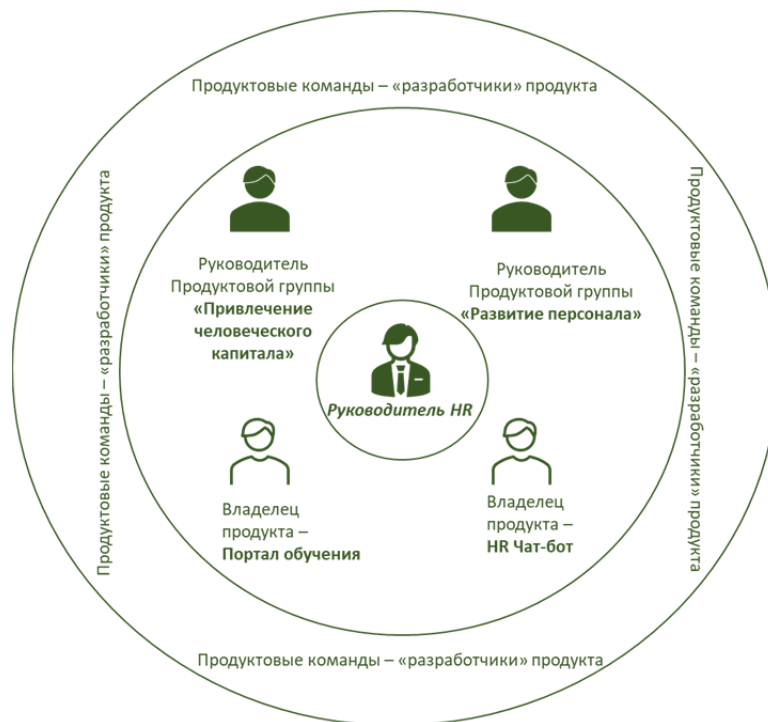 Продуктовые команды – «разработчики» продукта
Продуктовые команды – «разработчики» продукта
Продуктовые команды – «разработчики» продукта
Руководитель
Продуктовой группы
«Привлечение
человеческого
капитала»
Руководитель
Продуктовой группы
«Развитие персонала»
Руководитель HR
Владелец
продукта –
Портал обучения
Владелец
продукта –
HR Чат-бот
Продуктовые команды – «разработчики» продукта